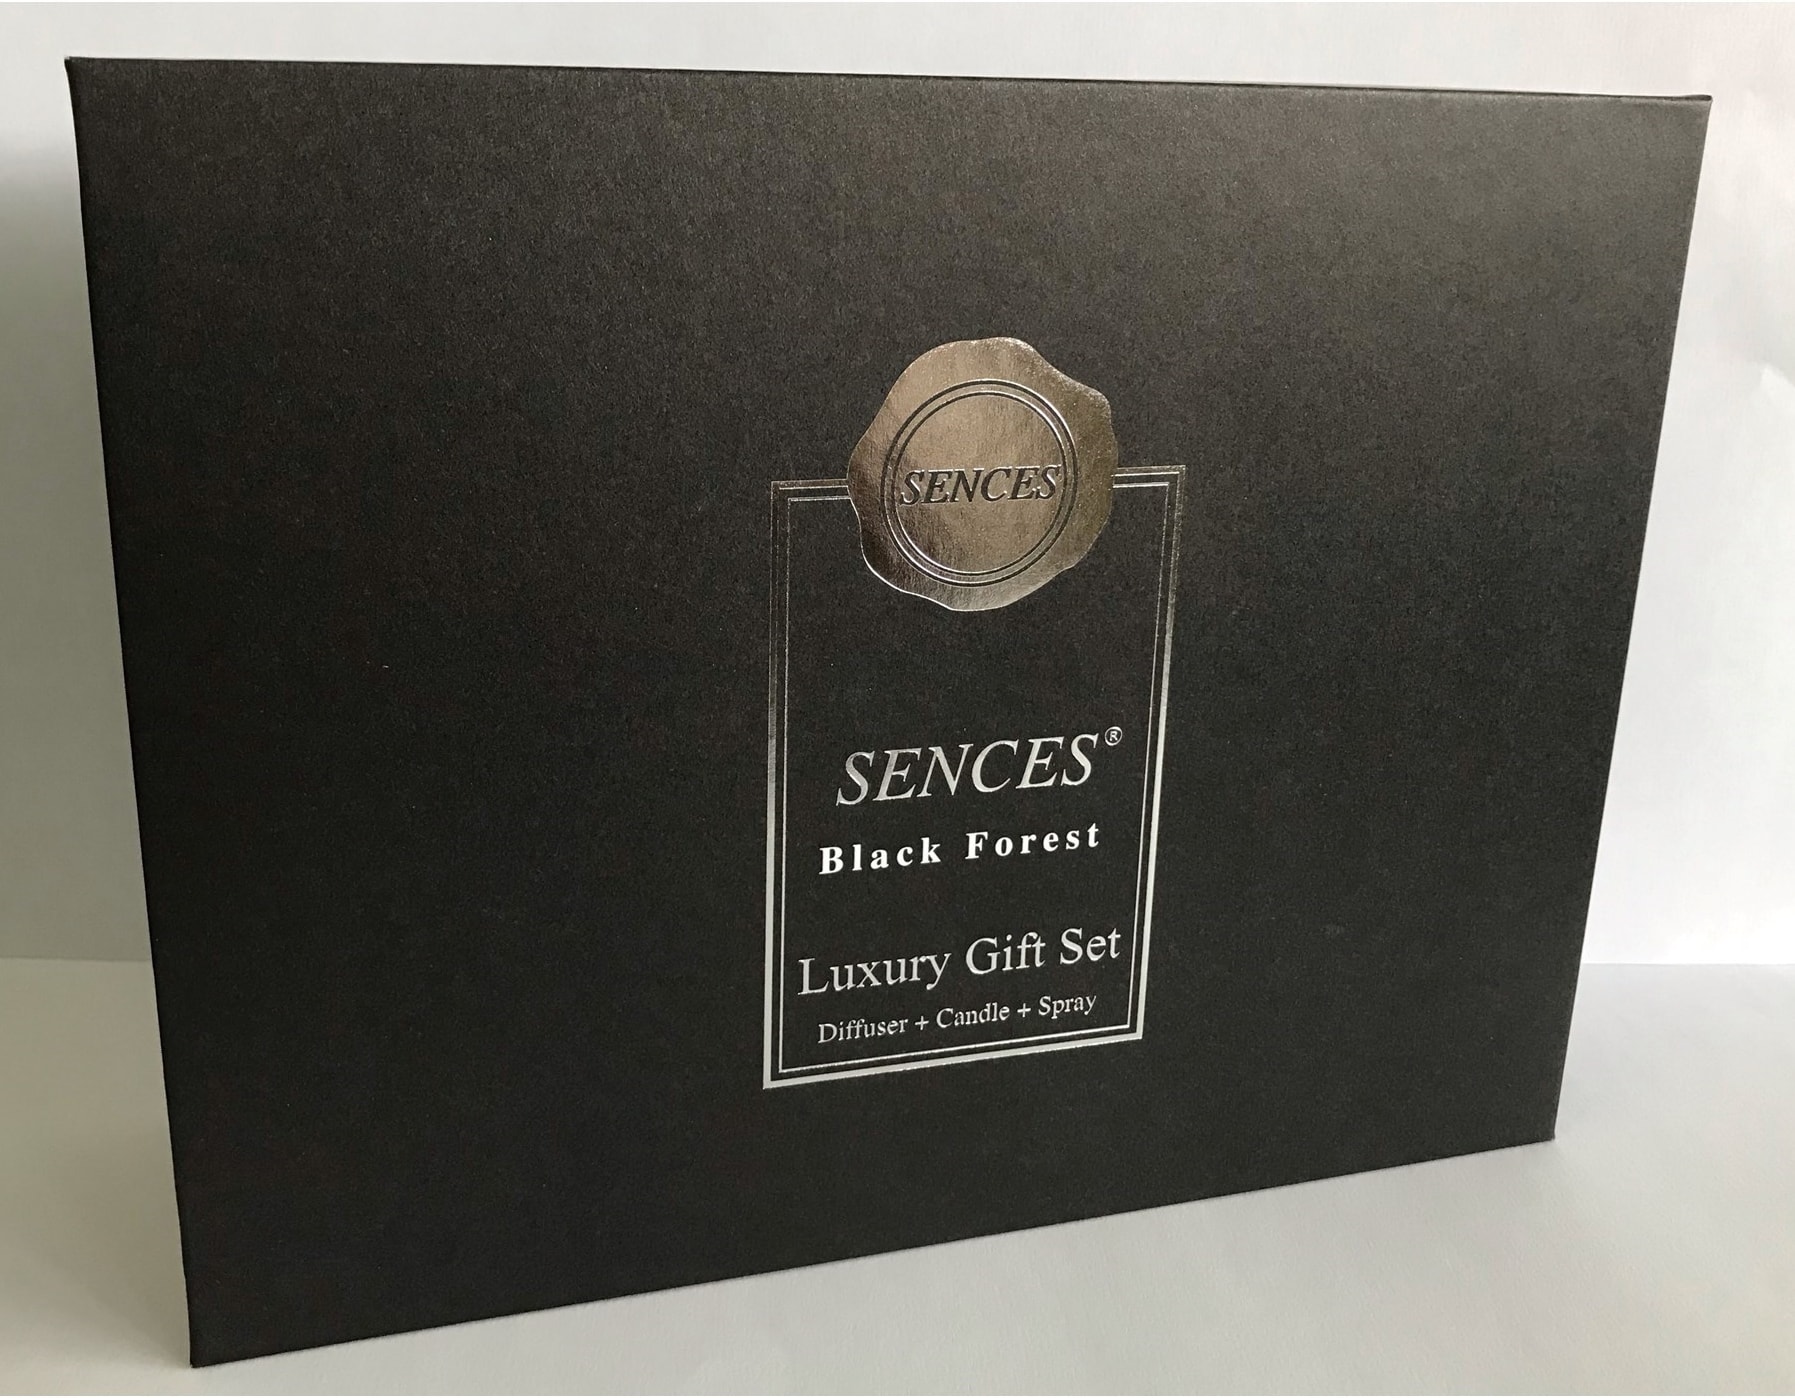 SENCES
SENCES®
Black Forest
Luxury Gift Set
Diffuser + Candle + Spray